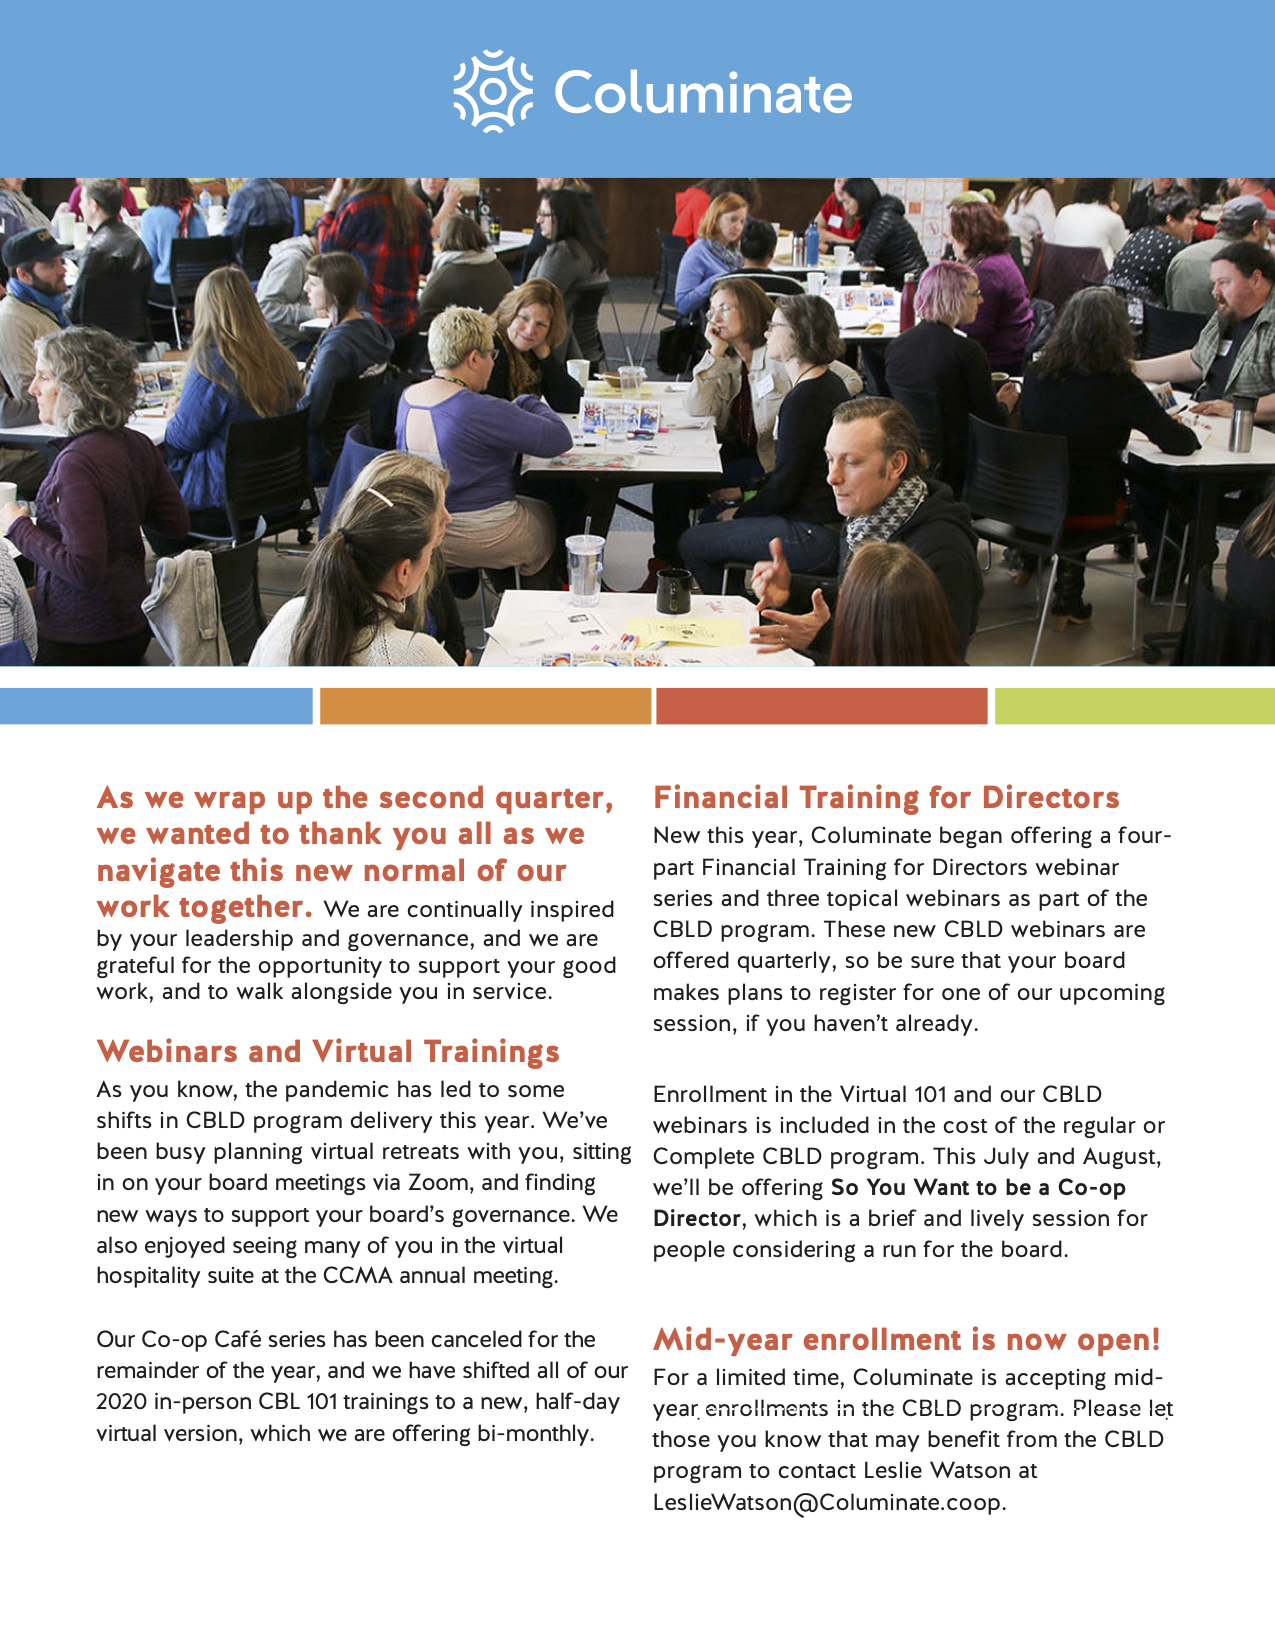 Columinate
As we wrap up the second quarter,
we wanted to thank you all as we
navigate this new normal of our
work together. We are continually inspired
by your leadership and governance, and we are
grateful for the opportunity to support your good
work, and to walk alongside you in service.
Webinars and Virtual Trainings
As you know, the pandemic has led to some
shifts in CBLD program delivery this year. We've
been busy planning virtual retreats with you, sitting
in on your board meetings via Zoom, and finding
new ways to support your board's governance. We
also enjoyed seeing many of you in the virtual
hospitality suite at the CCMA annual meeting.
Our Co-op Café series has been canceled for the
remainder of the year, and we have shifted all of our
2020 in-person CBL 101 trainings to a new, half-day
virtual version, which we are offering bi-monthly.
Financial Training for Directors
New this year, Columinate began offering a four-
part Financial Training for Directors webinar
series and three topical webinars as part of the
CBLD program. These new CBLD webinars are
offered quarterly, so be sure that your board
makes plans to register for one of our upcoming
session, if you haven't already.
Enrollment in the Virtual 101 and our CBLD
webinars is included in the cost of the regular or
Complete CBLD program. This July and August,
we'll be offering So You Want to be a Co-op
Director, which is a brief and lively session for
people considering a run for the board.
Mid-year enrollment is now open!
For a limited time, Columinate is accepting mid-
year enrollments in the CBLD program. Please let
those you know that may benefit from the CBLD
program to contact Leslie Watson at
LeslieWatson@Columinate.coop.